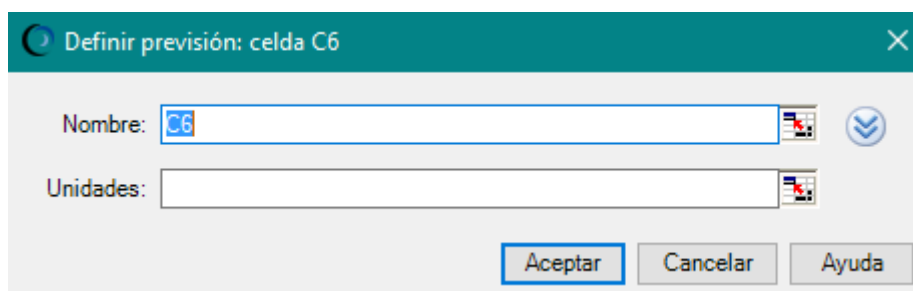 Definir previsión: celda C6
Nombre: C6
Unidades:
Aceptar Cancelar Ayuda